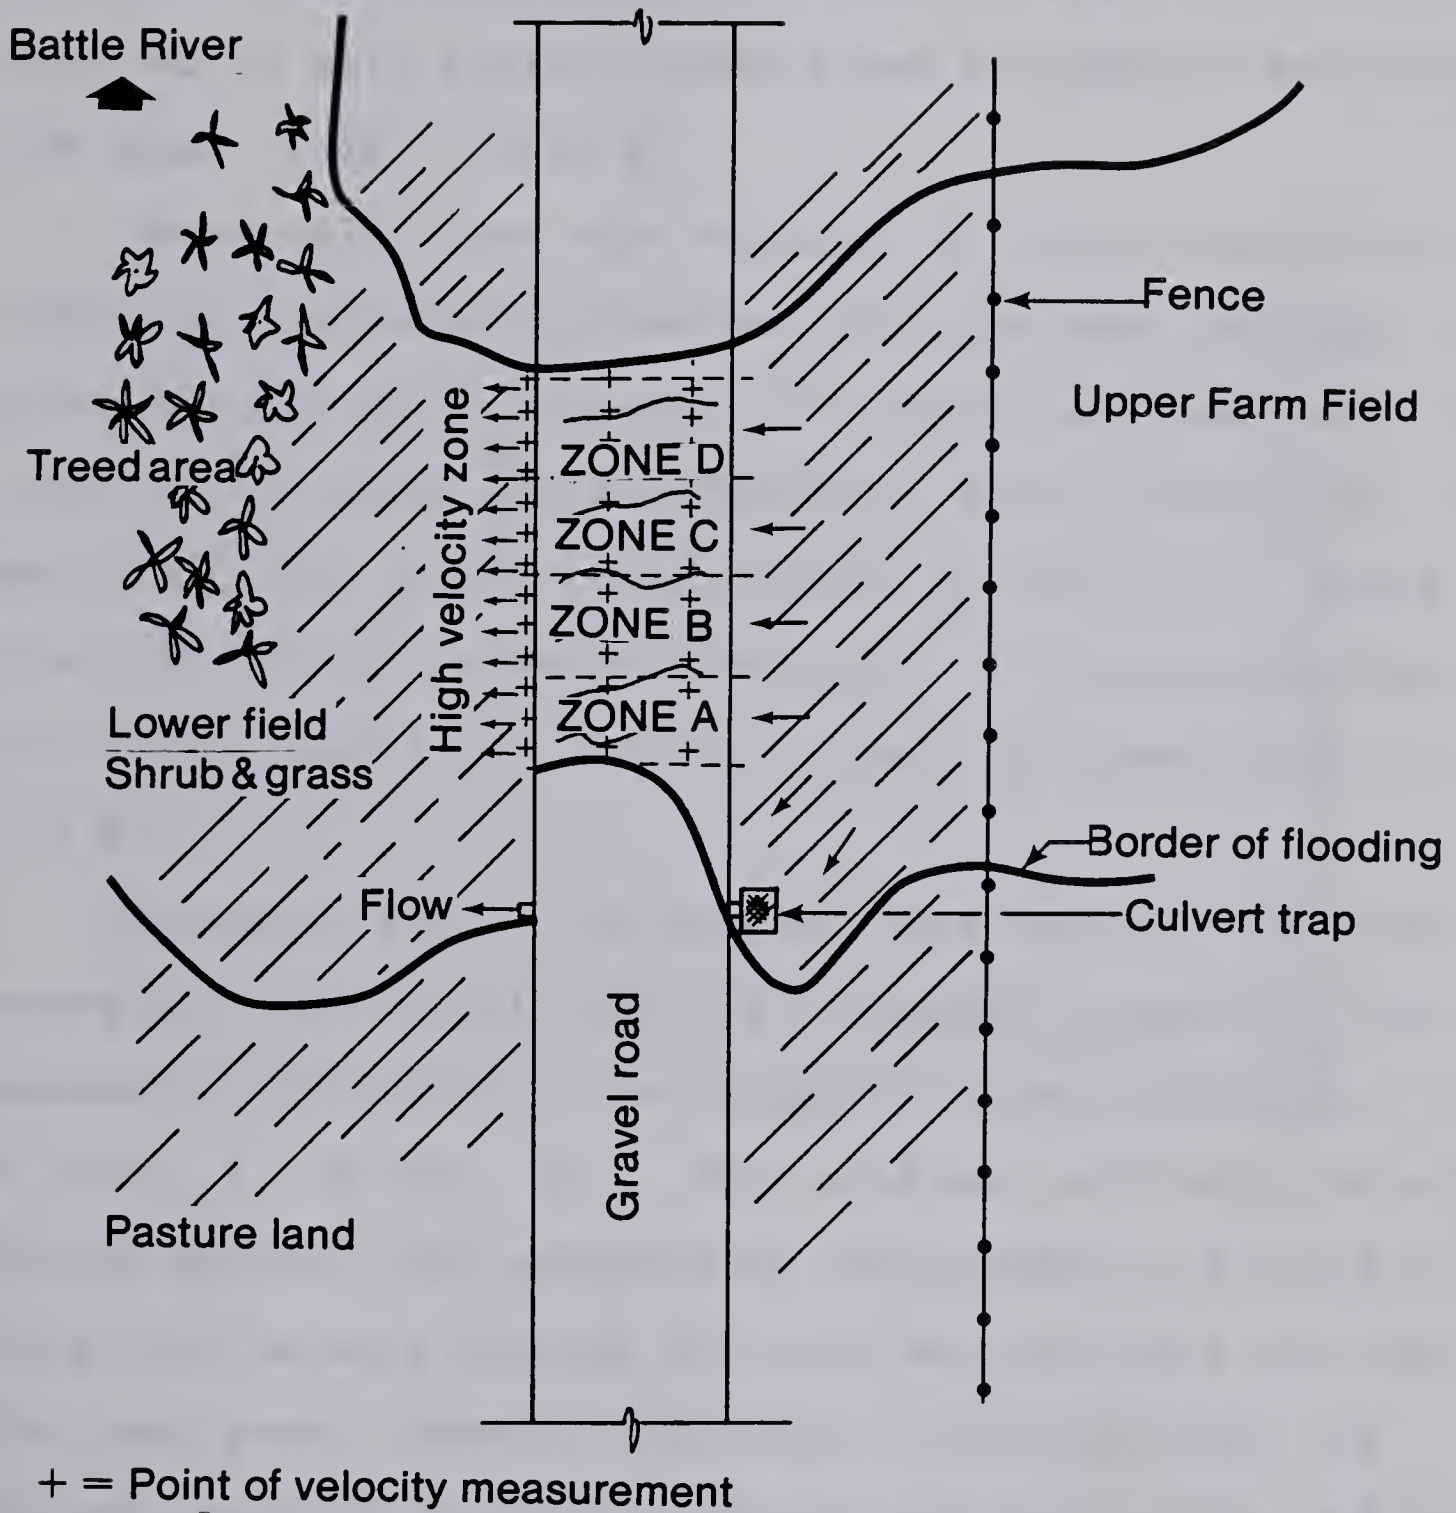 Battle River
Fence
Upper Farm Field
High velocity zone
ZONE D
Treed area
ZONE C
ZONE B
ZONE A
Lower field
Shrub & grass
Border of flooding
Flow
Culvert trap
Gravel road
Pasture land
+ = Point of velocity measurement